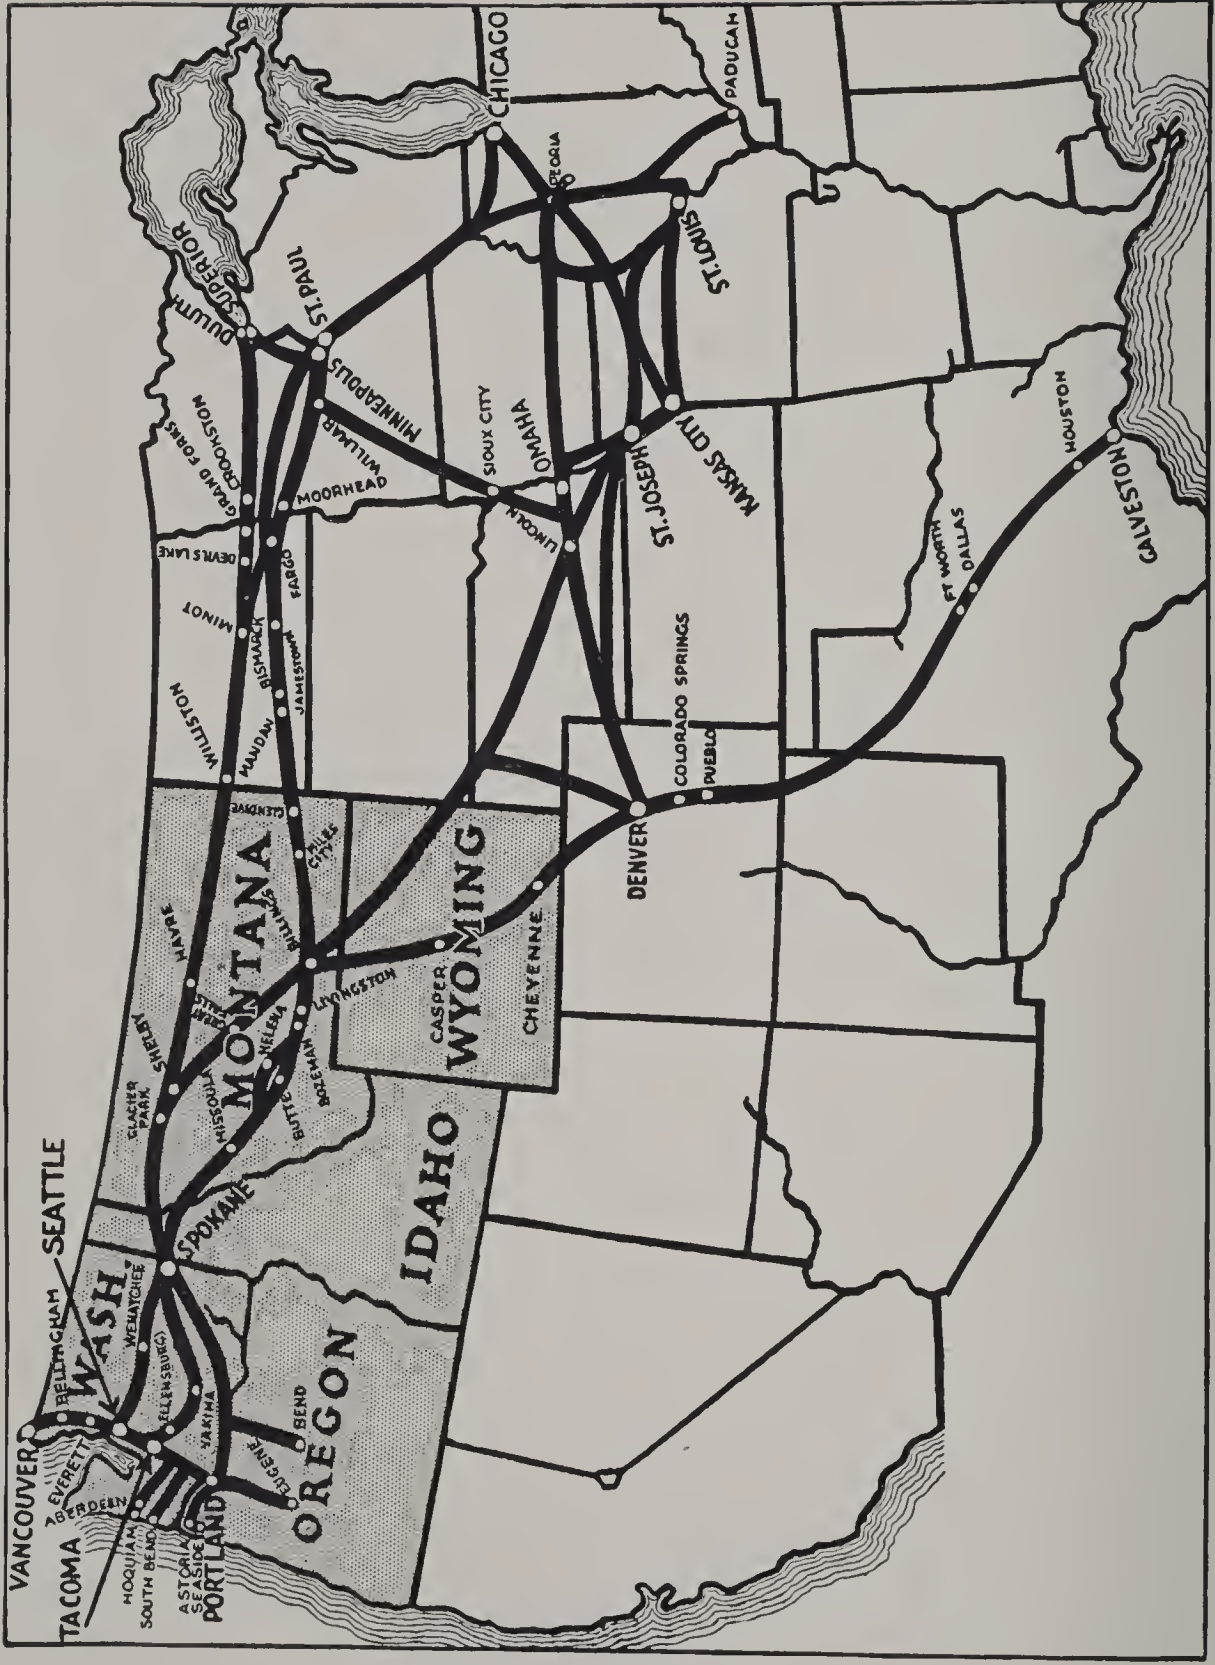 VANCOUVER
BELLINGHAM
SEATTLE
EVERETT
TACOMA
ABERDEEN
HOQUIAM
SOUTH BEND
ASTORIA
SEASIDE
PORTLAND
WASH.
WENATCHEE
ELLENSBURG
YAKIMA
SPOKANE
EUGENE
BEND
OREGON
IDAHO
GLACIER
PARK
SHELBY
HAVRE
GREAT
FALLS
MISSOULA
HELENA
BUTTE
BOZEMAN
LIVINGSTON
BILLINGS
MONTANA
MILES
CITY
GLENDIVE
CASPER
WYOMING
CHEYENNE
WILLISTON
MINOT
DEVILS LAKE
GRAND FORKS
CROOKSTON
MANDAN
BISMARCK
JAMESTOWN
FARGO
MOORHEAD
WILLMAR
MINNEAPOLIS
ST. PAUL
DULUTH
SUPERIOR
SIOUX CITY
OMAHA
LINCOLN
ST. JOSEPH
KANSAS CITY
ST. LOUIS
CHICAGO
PEORIA
PADUCAH
DENVER
COLORADO SPRINGS
PUEBLO
FT WORTH
DALLAS
HOUSTON
GALVESTON